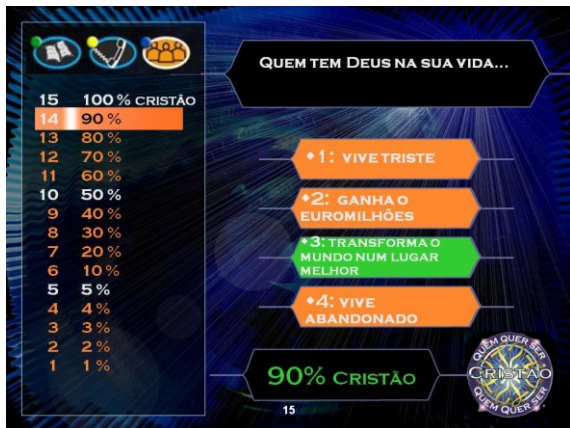 Quem tem Deus na sua vida...
15 100 % cristão
14 90 %
13 80 %
12 70 %
11 60 %
10 50 %
9 40 %
8 30 %
7 20 %
6 10 %
5 5 %
4 4 %
3 3 %
2 2 %
1 1 %
1: vive triste
2: ganha o
Euromilhões
3: transforma o
mundo num lugar
melhor
4: vive
abandonado
90% Cristão
15
Quem quer ser
Cristão
Quem quer ser